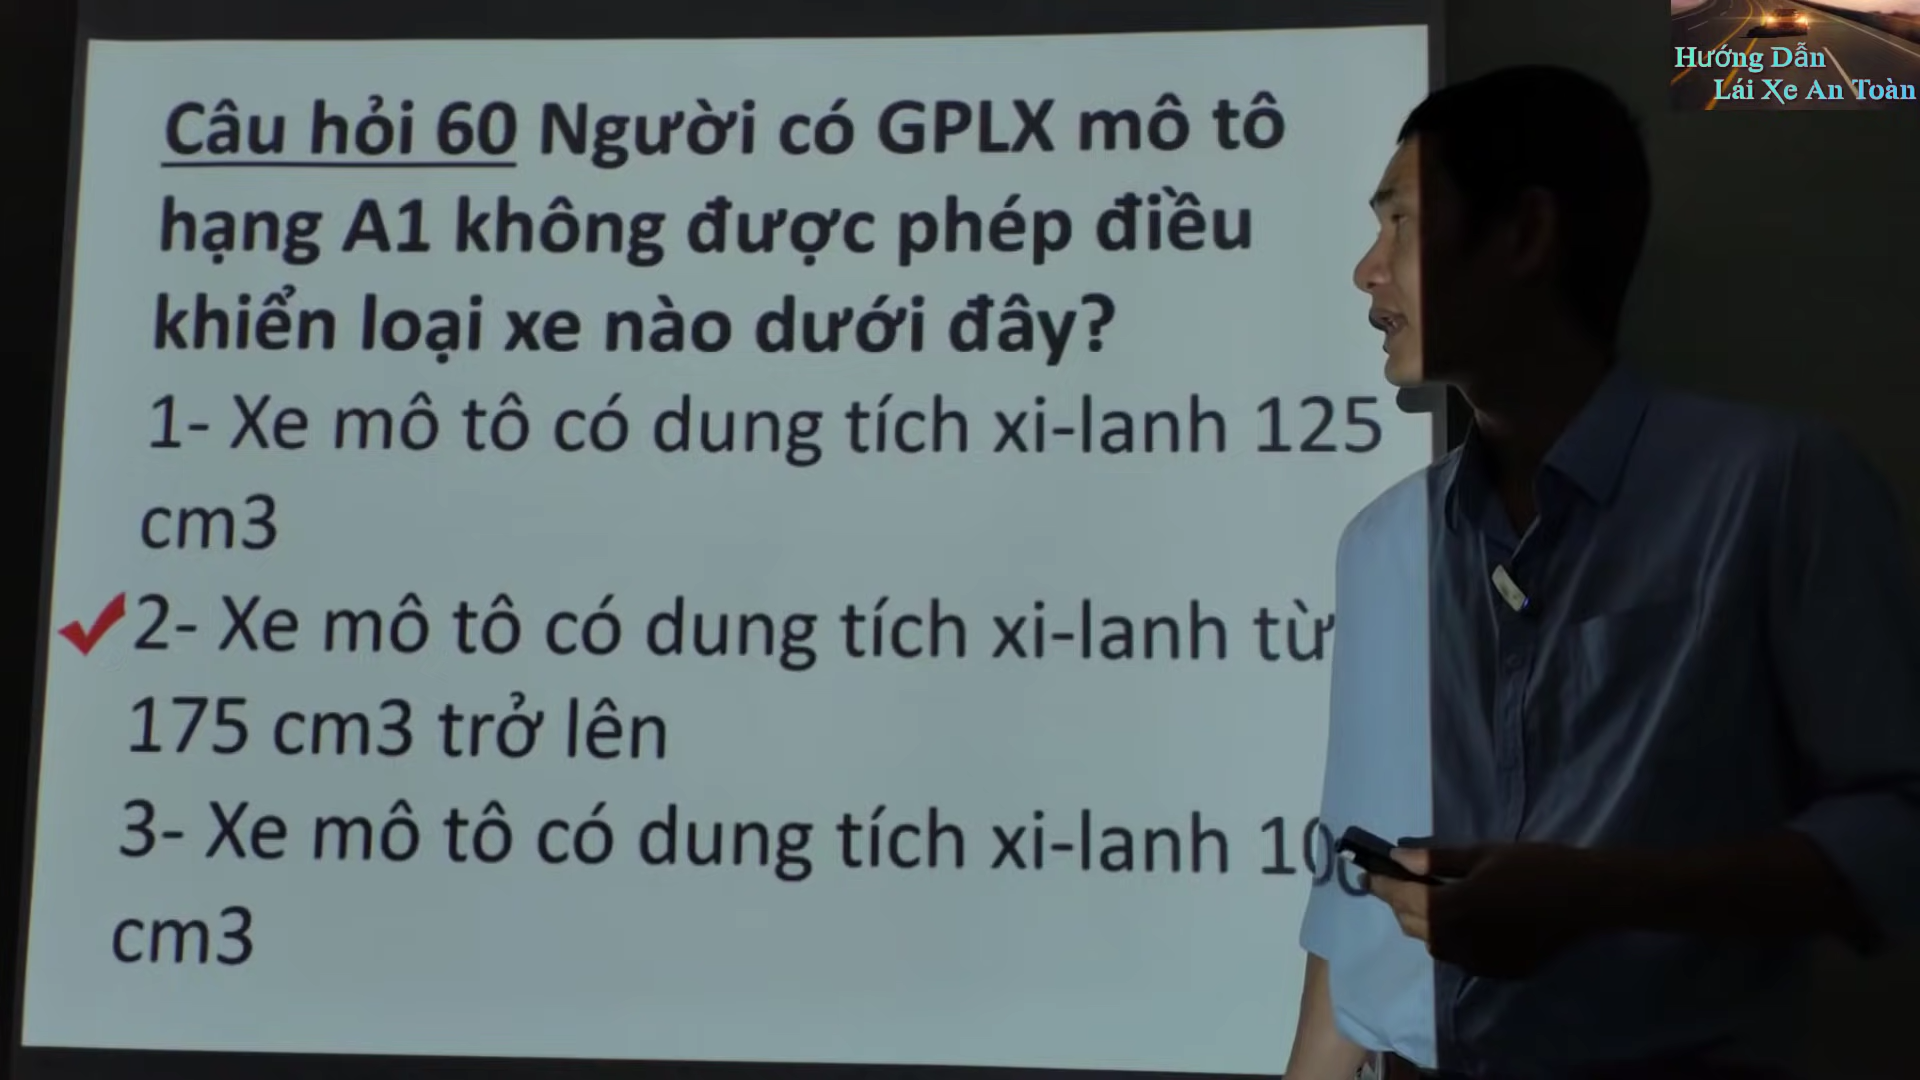 Hướng Dẫn
Lái Xe An Toàn
Câu hỏi 60 Người có GPLX mô tô
hạng A1 không được phép điều
khiển loại xe nào dưới đây?
1- Xe mô tô có dung tích xi-lanh 125
cm3
2- Xe mô tô có dung tích xi-lanh từ
175 cm3 trở lên
3- Xe mô tô có dung tích xi-lanh
cm3